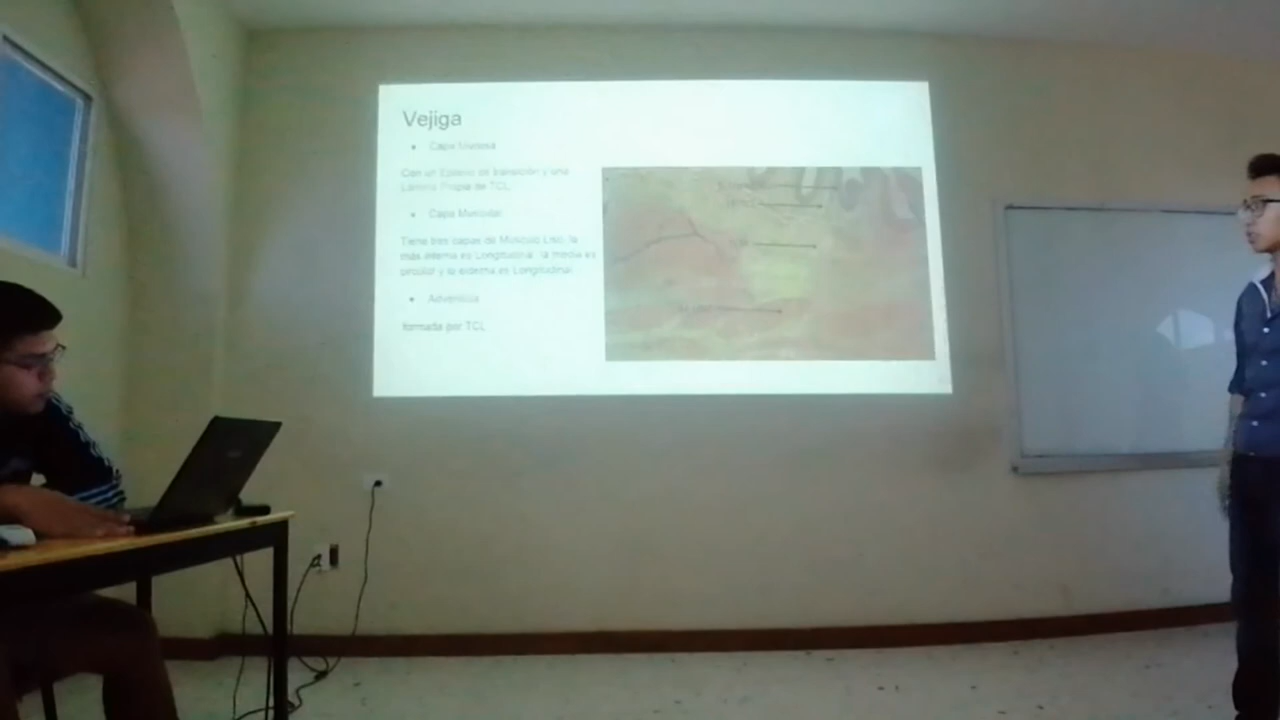 Vejiga
• Capa Mucosa
Con un Epitelio de transición y una
Lámina Propia de TCL
• Capa Muscular
Tiene tres capas de Músculo Liso, la
más interna es Longitudinal, la media es
circular y la externa es Longitudinal
• Adventicia
formada por TCL